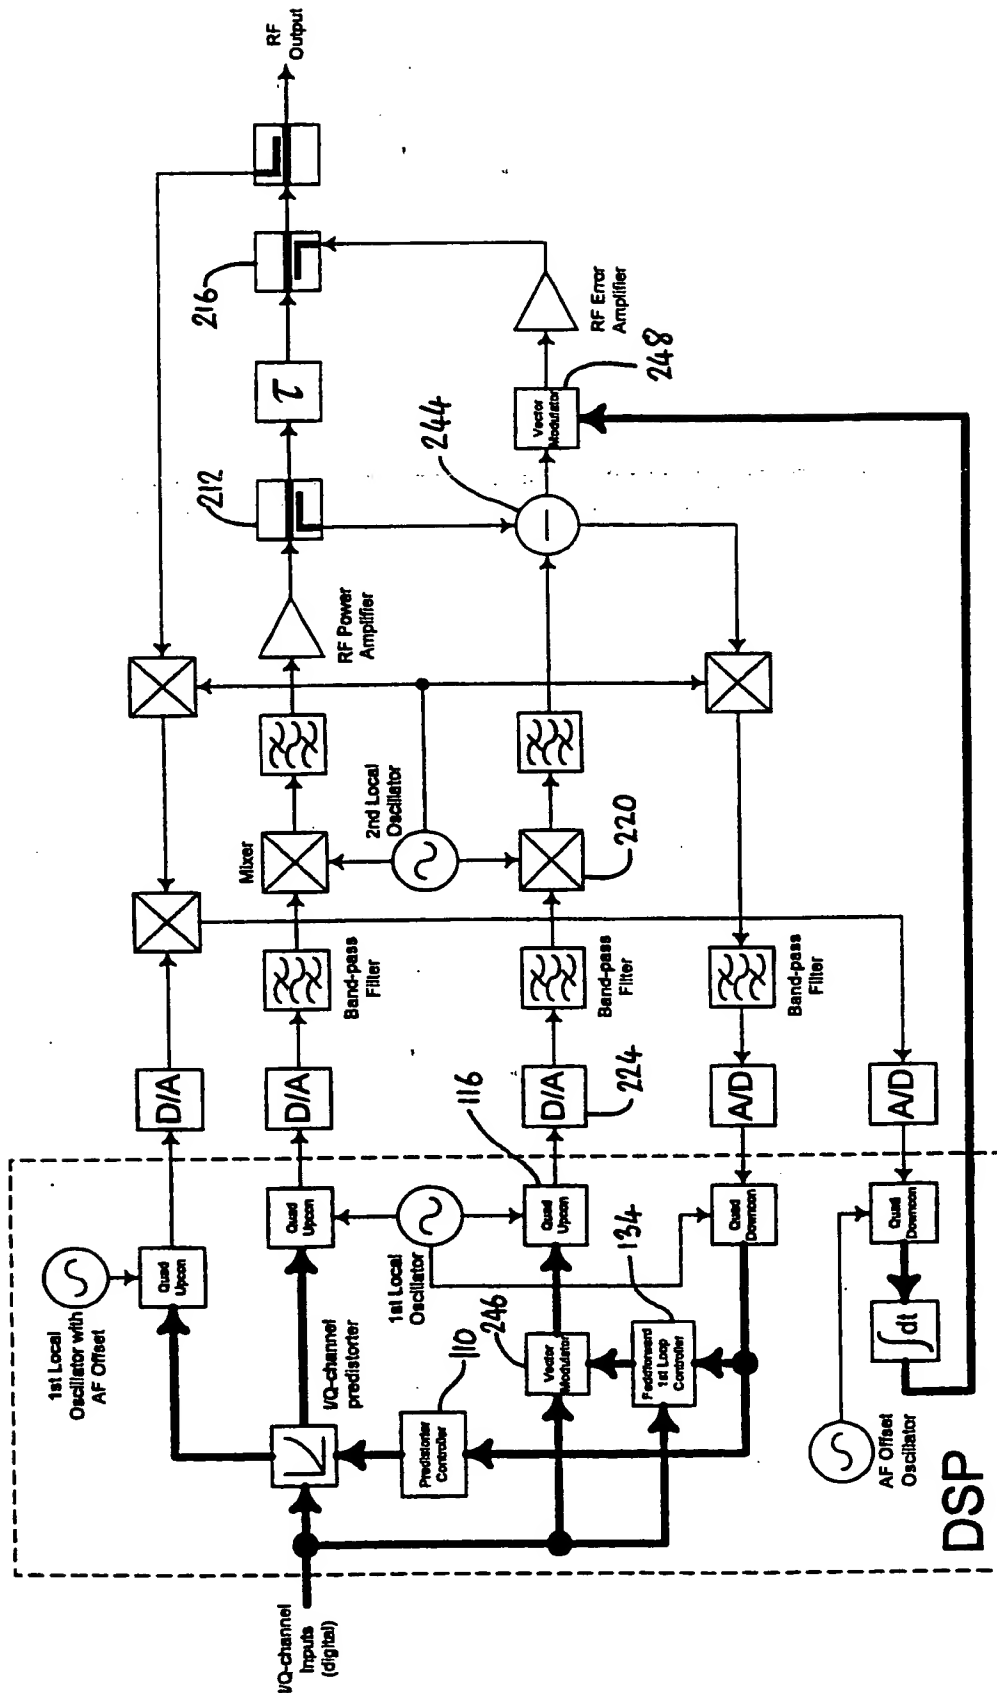 RF
Output
216
τ
212
RF Power
Amplifier
Mixer
2nd Local
Oscillator
Band-pass
Filter
D/A
D/A
1st Local
Oscillator with
AF Offset
Quad
Upcon
Quad
Upcon
I/Q-channel
predistorter
I/Q-channel
Inputs
(digital)
RF Error
Amplifier
248
Vector
Modulator
244
220
Band-pass
Filter
D/A
224
116
Quad
Upcon
1st Local
Oscillator
246
Vector
Modulator
110
Predistorter
Controller
134
Feedforward
1st Loop
Controller
Band-pass
Filter
A/D
Quad
Downcon
A/D
Quad
Downcon
∫dt
AF Offset
Oscillator
DSP